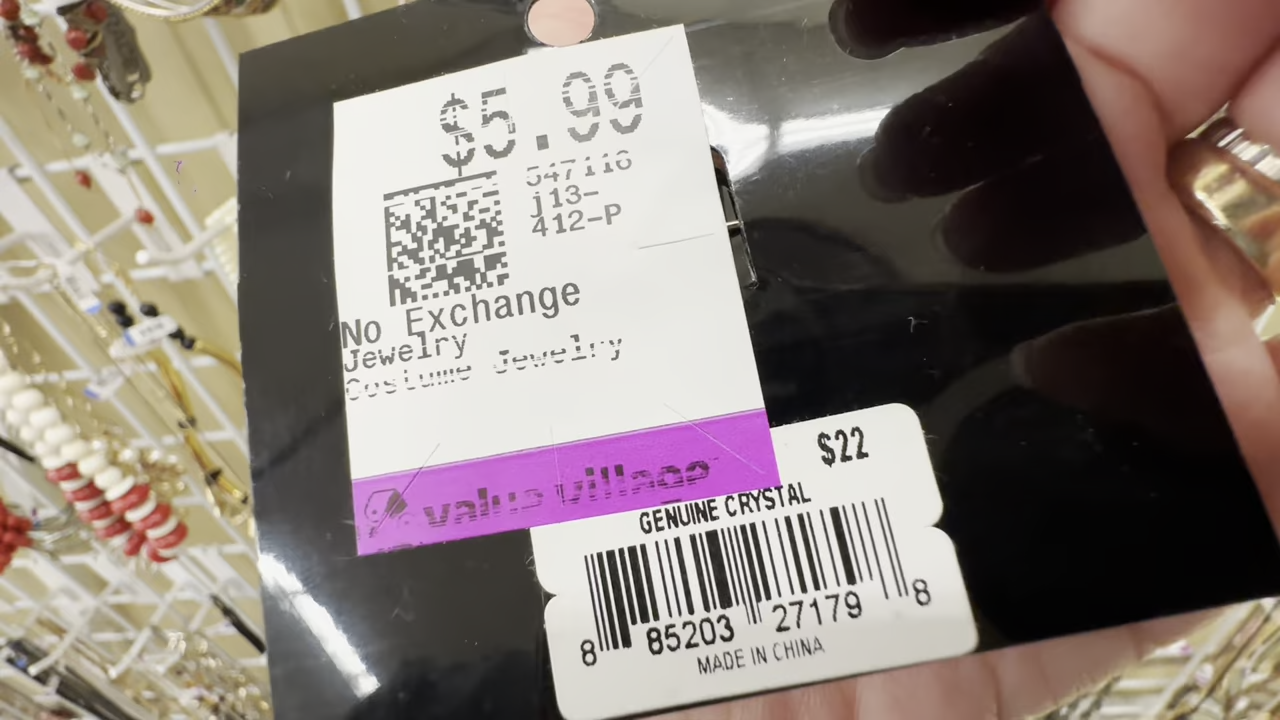 $5.99
547116
j13-
412-P
No Exchange
Jewelry
Costume Jewelry
value village
$22
GENUINE CRYSTAL
8 85203 27179 8
MADE IN CHINA